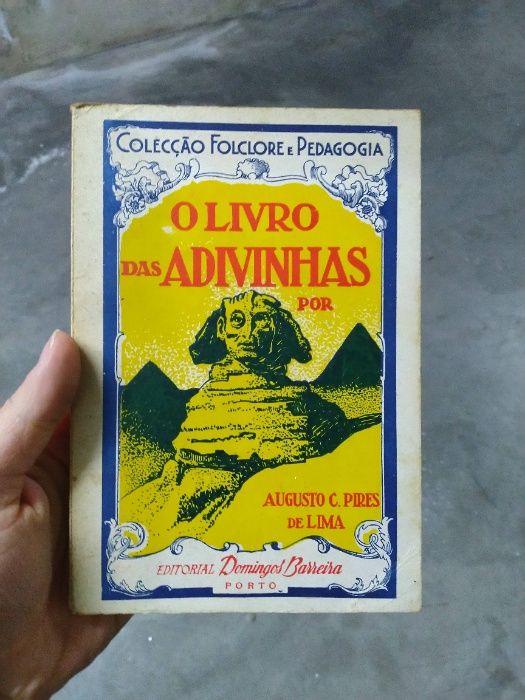 COLECÇÃO FOLCLORE E PEDAGOGIA
O LIVRO
DAS ADIVINHAS
POR
AUGUSTO C. PIRES
DE LIMA
EDITORIAL Domingos Barreira
PORTO